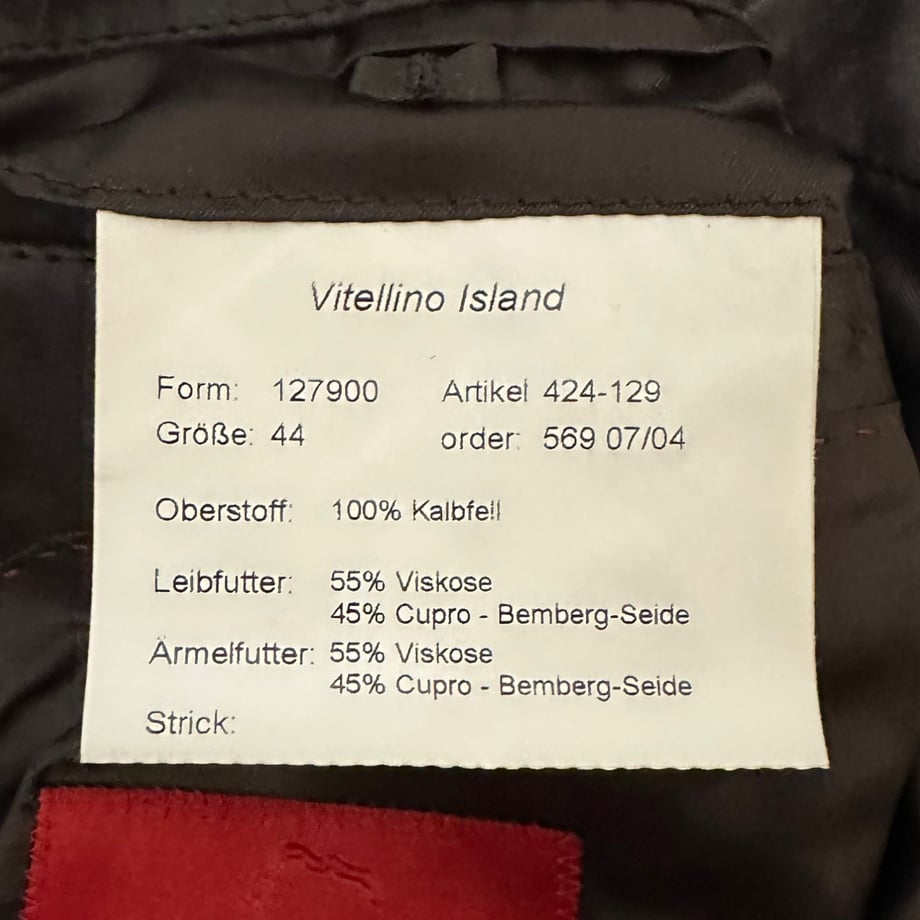 Vitellino Island
Form: 127900 Artikel 424-129
Größe: 44 order: 569 07/04
Oberstoff: 100% Kalbfell
Leibfutter: 55% Viskose
45% Cupro - Bemberg-Seide
Ärmelfutter: 55% Viskose
45% Cupro - Bemberg-Seide
Strick: